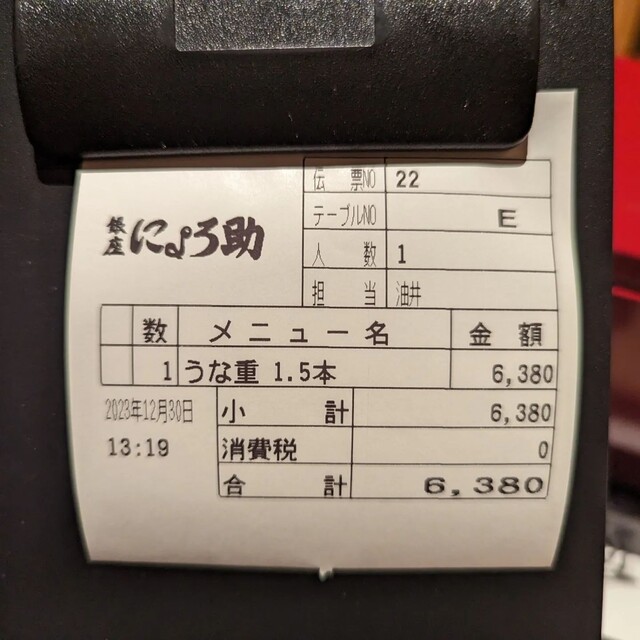 伝票NO 22
テーブルNO E
銀座 にょろ助
人数 1
担当 油井
数 メニュー名 金額
1 うな重 1.5本 6,380
2023年12月30日 小計 6,380
13:19 消費税 0
合計 6,380